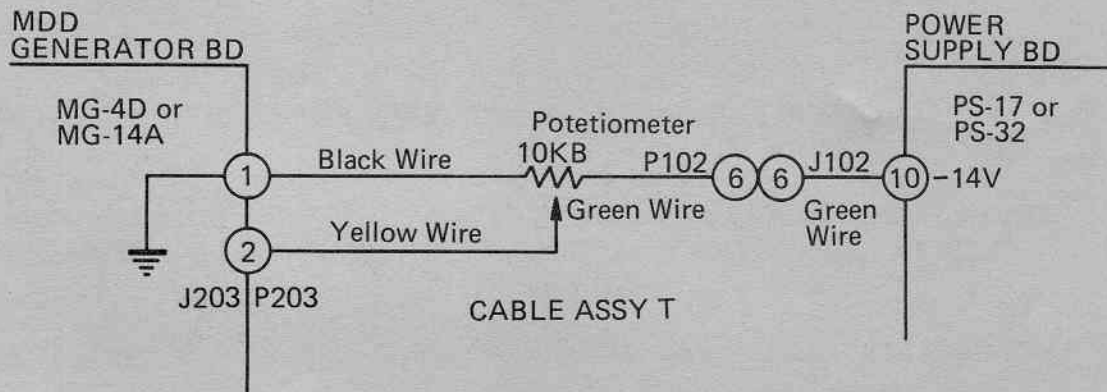 MDD
GENERATOR BD
MG-4D or
MG-14A
1
Black Wire
Potetiometer
10KB
P102
6
6
J102
10
-14V
POWER
SUPPLY BD
PS-17 or
PS-32
2
Yellow Wire
Green Wire
Green
Wire
J203
P203
CABLE ASSY T